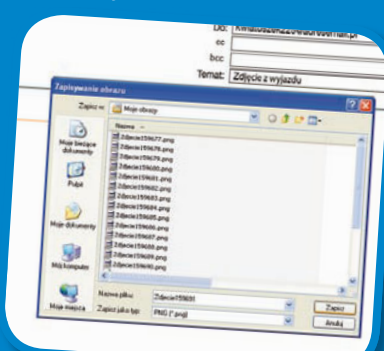 Do:
cc
bcc
Temat: Zdjęcie z wyjazdu
Zapisywanie obrazu
Zapisz w: Moje obrazy
Nazwa
Zdjecie159677.png
Zdjecie159678.png
Zdjecie159679.png
Zdjecie159680.png
Zdjecie159681.png
Zdjecie159682.png
Zdjecie159683.png
Zdjecie159684.png
Zdjecie159685.png
Zdjecie159686.png
Zdjecie159687.png
Zdjecie159688.png
Zdjecie159689.png
Zdjecie159690.png
Moje bieżące dokumenty
Pulpit
Moje dokumenty
Mój komputer
Moje miejsca
Nazwa pliku: Zdjecie159691
Zapisz
Zapisz jako typ: PNG (*.png)
Anuluj